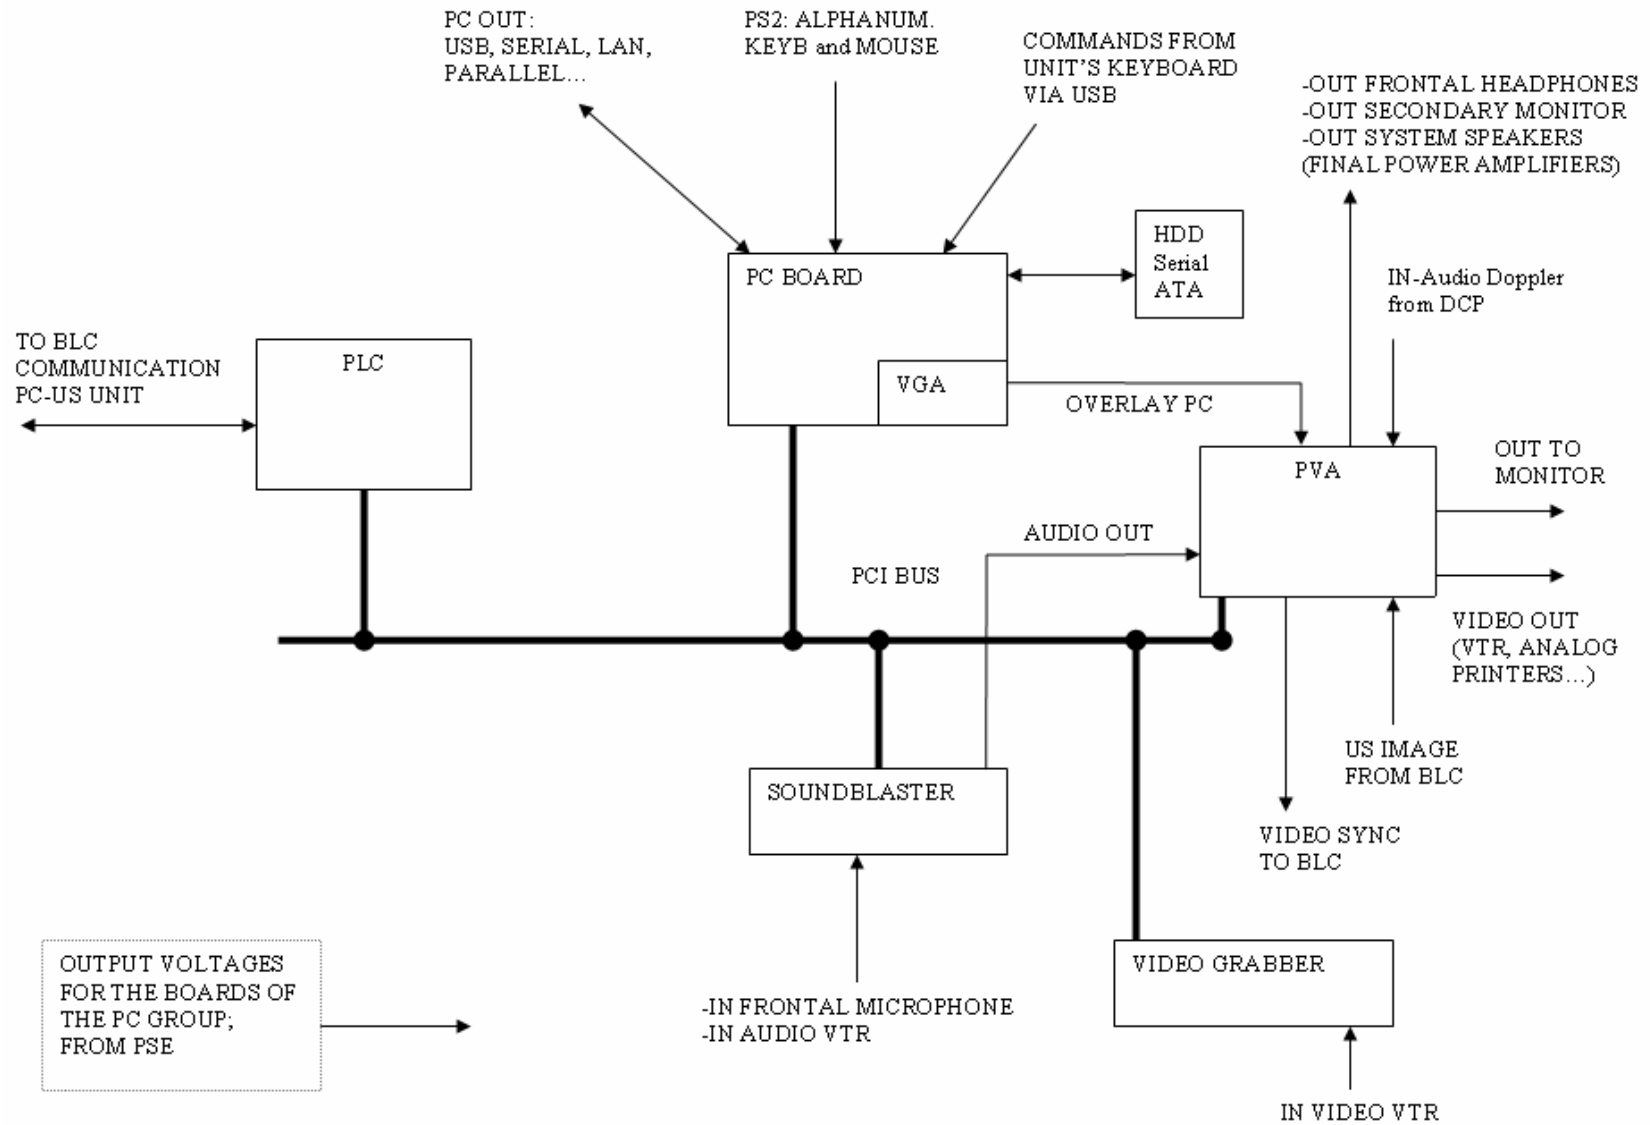 PC OUT:
USB, SERIAL, LAN,
PARALLEL...
PS2: ALPHANUM.
KEYB and MOUSE
COMMANDS FROM
UNIT'S KEYBOARD
VIA USB
-OUT FRONTAL HEADPHONES
-OUT SECONDARY MONITOR
-OUT SYSTEM SPEAKERS
(FINAL POWER AMPLIFIERS)
HDD
Serial
ATA
PC BOARD
IN-Audio Doppler
from DCP
TO BLC
COMMUNICATION
PC-US UNIT
PLC
VGA
OVERLAY PC
PVA
OUT TO
MONITOR
AUDIO OUT
PCI BUS
VIDEO OUT
(VTR, ANALOG
PRINTERS...)
US IMAGE
FROM BLC
SOUNDBLASTER
VIDEO SYNC
TO BLC
OUTPUT VOLTAGES
FOR THE BOARDS OF
THE PC GROUP;
FROM PSE
VIDEO GRABBER
-IN FRONTAL MICROPHONE
-IN AUDIO VTR
IN VIDEO VTR